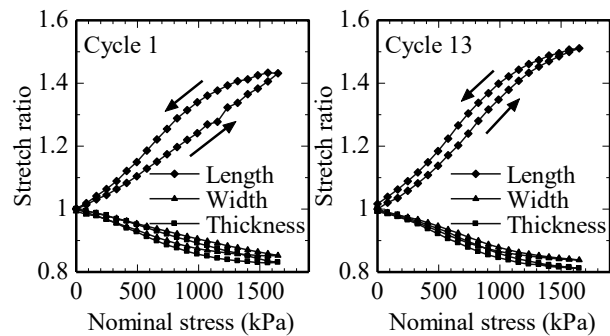 Cycle 1
Stretch ratio
1.6
1.4
1.2
1
0.8
Length
Width
Thickness
0
500
1000
1500
Nominal stress (kPa)
Cycle 13
Stretch ratio
1.6
1.4
1.2
1
0.8
Length
Width
Thickness
0
500
1000
1500
Nominal stress (kPa)